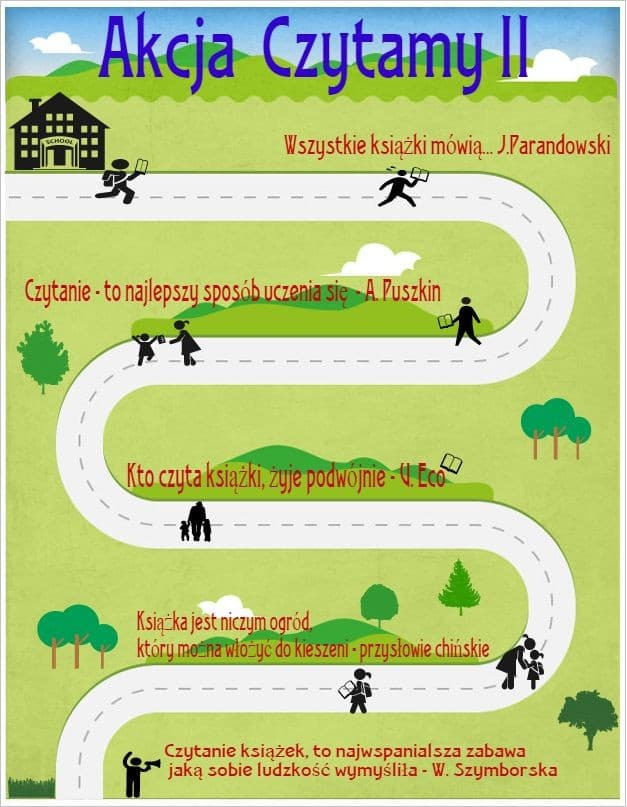 Akcja Czytamy II
SCHOOL
Wszystkie książki mówią... J.Parandowski
Czytanie - to najlepszy sposób uczenia się - A. Puszkin
Kto czyta książki, żyje podwójnie - U. Eco
Książka jest niczym ogród,
który można włożyć do kieszeni - przysłowie chińskie
Czytanie książek, to najwspanialsza zabawa
jaką sobie ludzkość wymyśliła - W. Szymborska